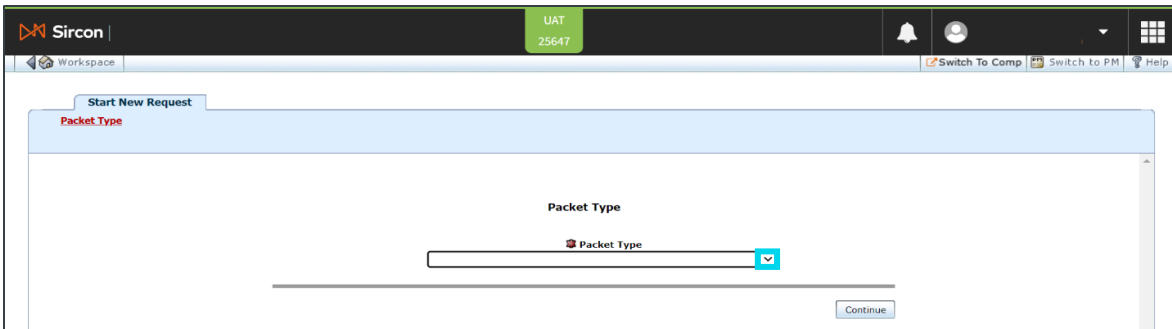 Sircon
UAT
25647
Workspace
Switch To Comp
Switch to PM
Help
Start New Request
Packet Type
Packet Type
Packet Type
Continue